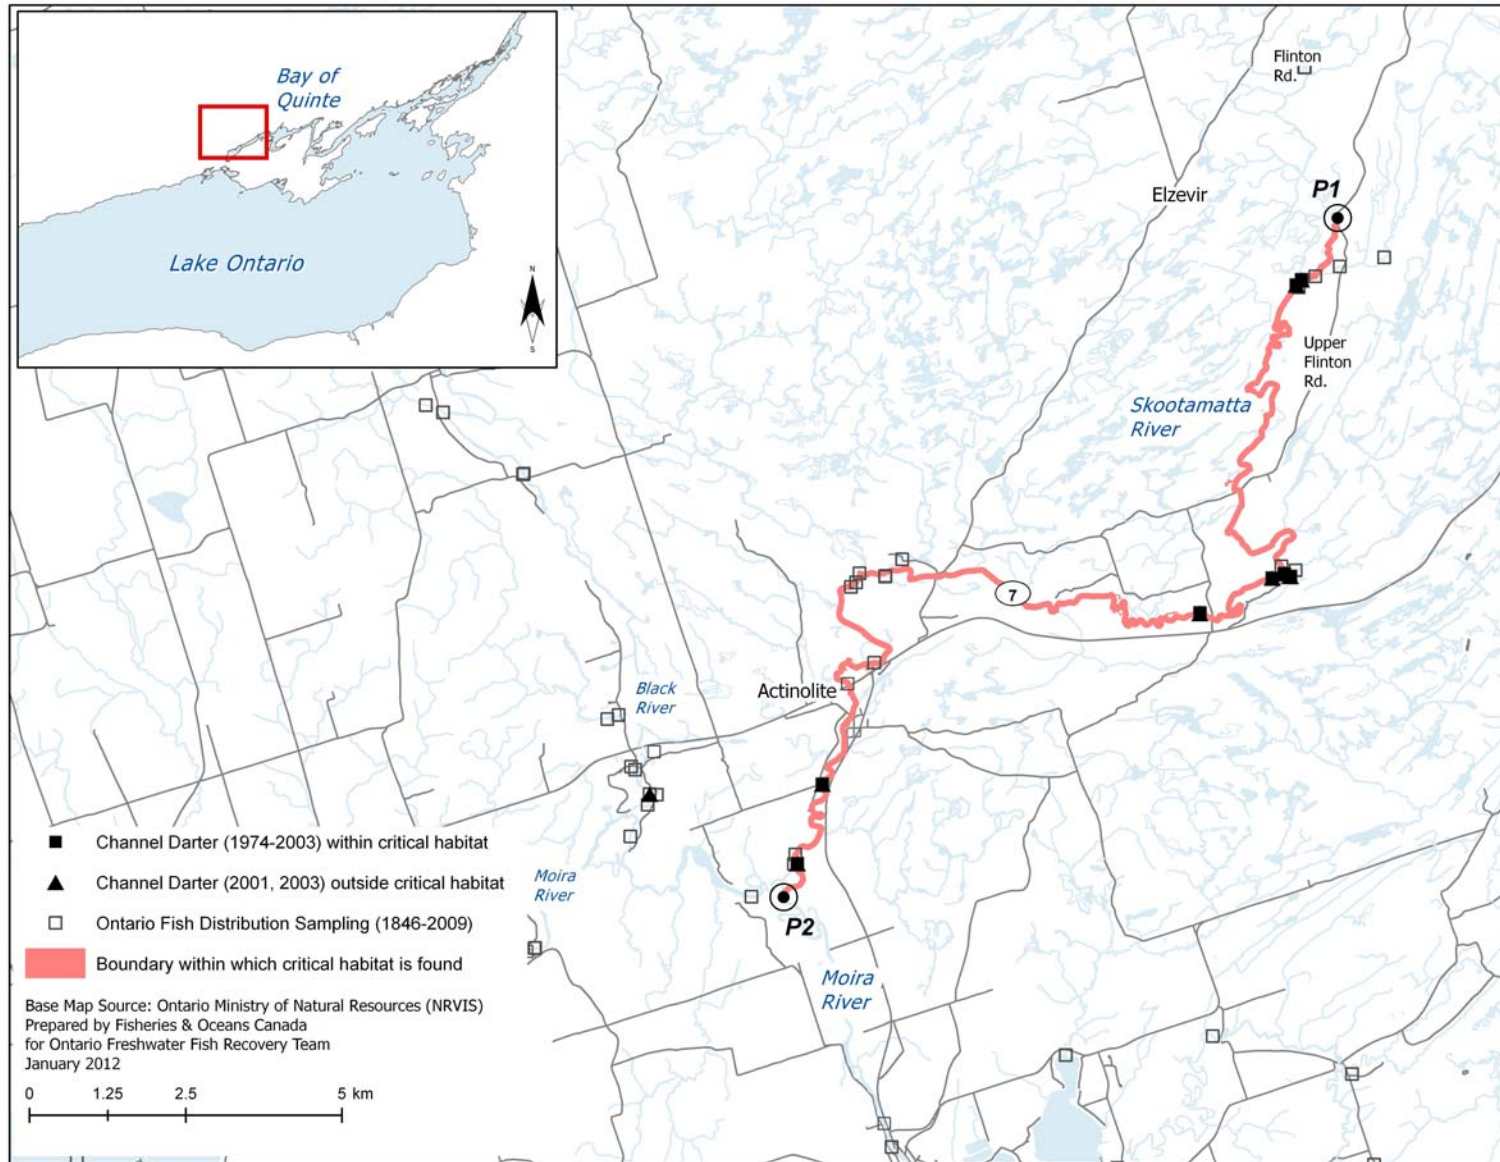 Bay of
Quinte
Lake Ontario
N
S
Flinton
Rd.
Elzevir
P1
Upper
Flinton
Rd.
Skootamatta
River
7
Black
River
Actinolite
Moira
River
P2
Moira
River
Channel Darter (1974-2003) within critical habitat
Channel Darter (2001, 2003) outside critical habitat
Ontario Fish Distribution Sampling (1846-2009)
Boundary within which critical habitat is found
Base Map Source: Ontario Ministry of Natural Resources (NRVIS)
Prepared by Fisheries & Oceans Canada
for Ontario Freshwater Fish Recovery Team
January 2012
0 1.25 2.5 5 km